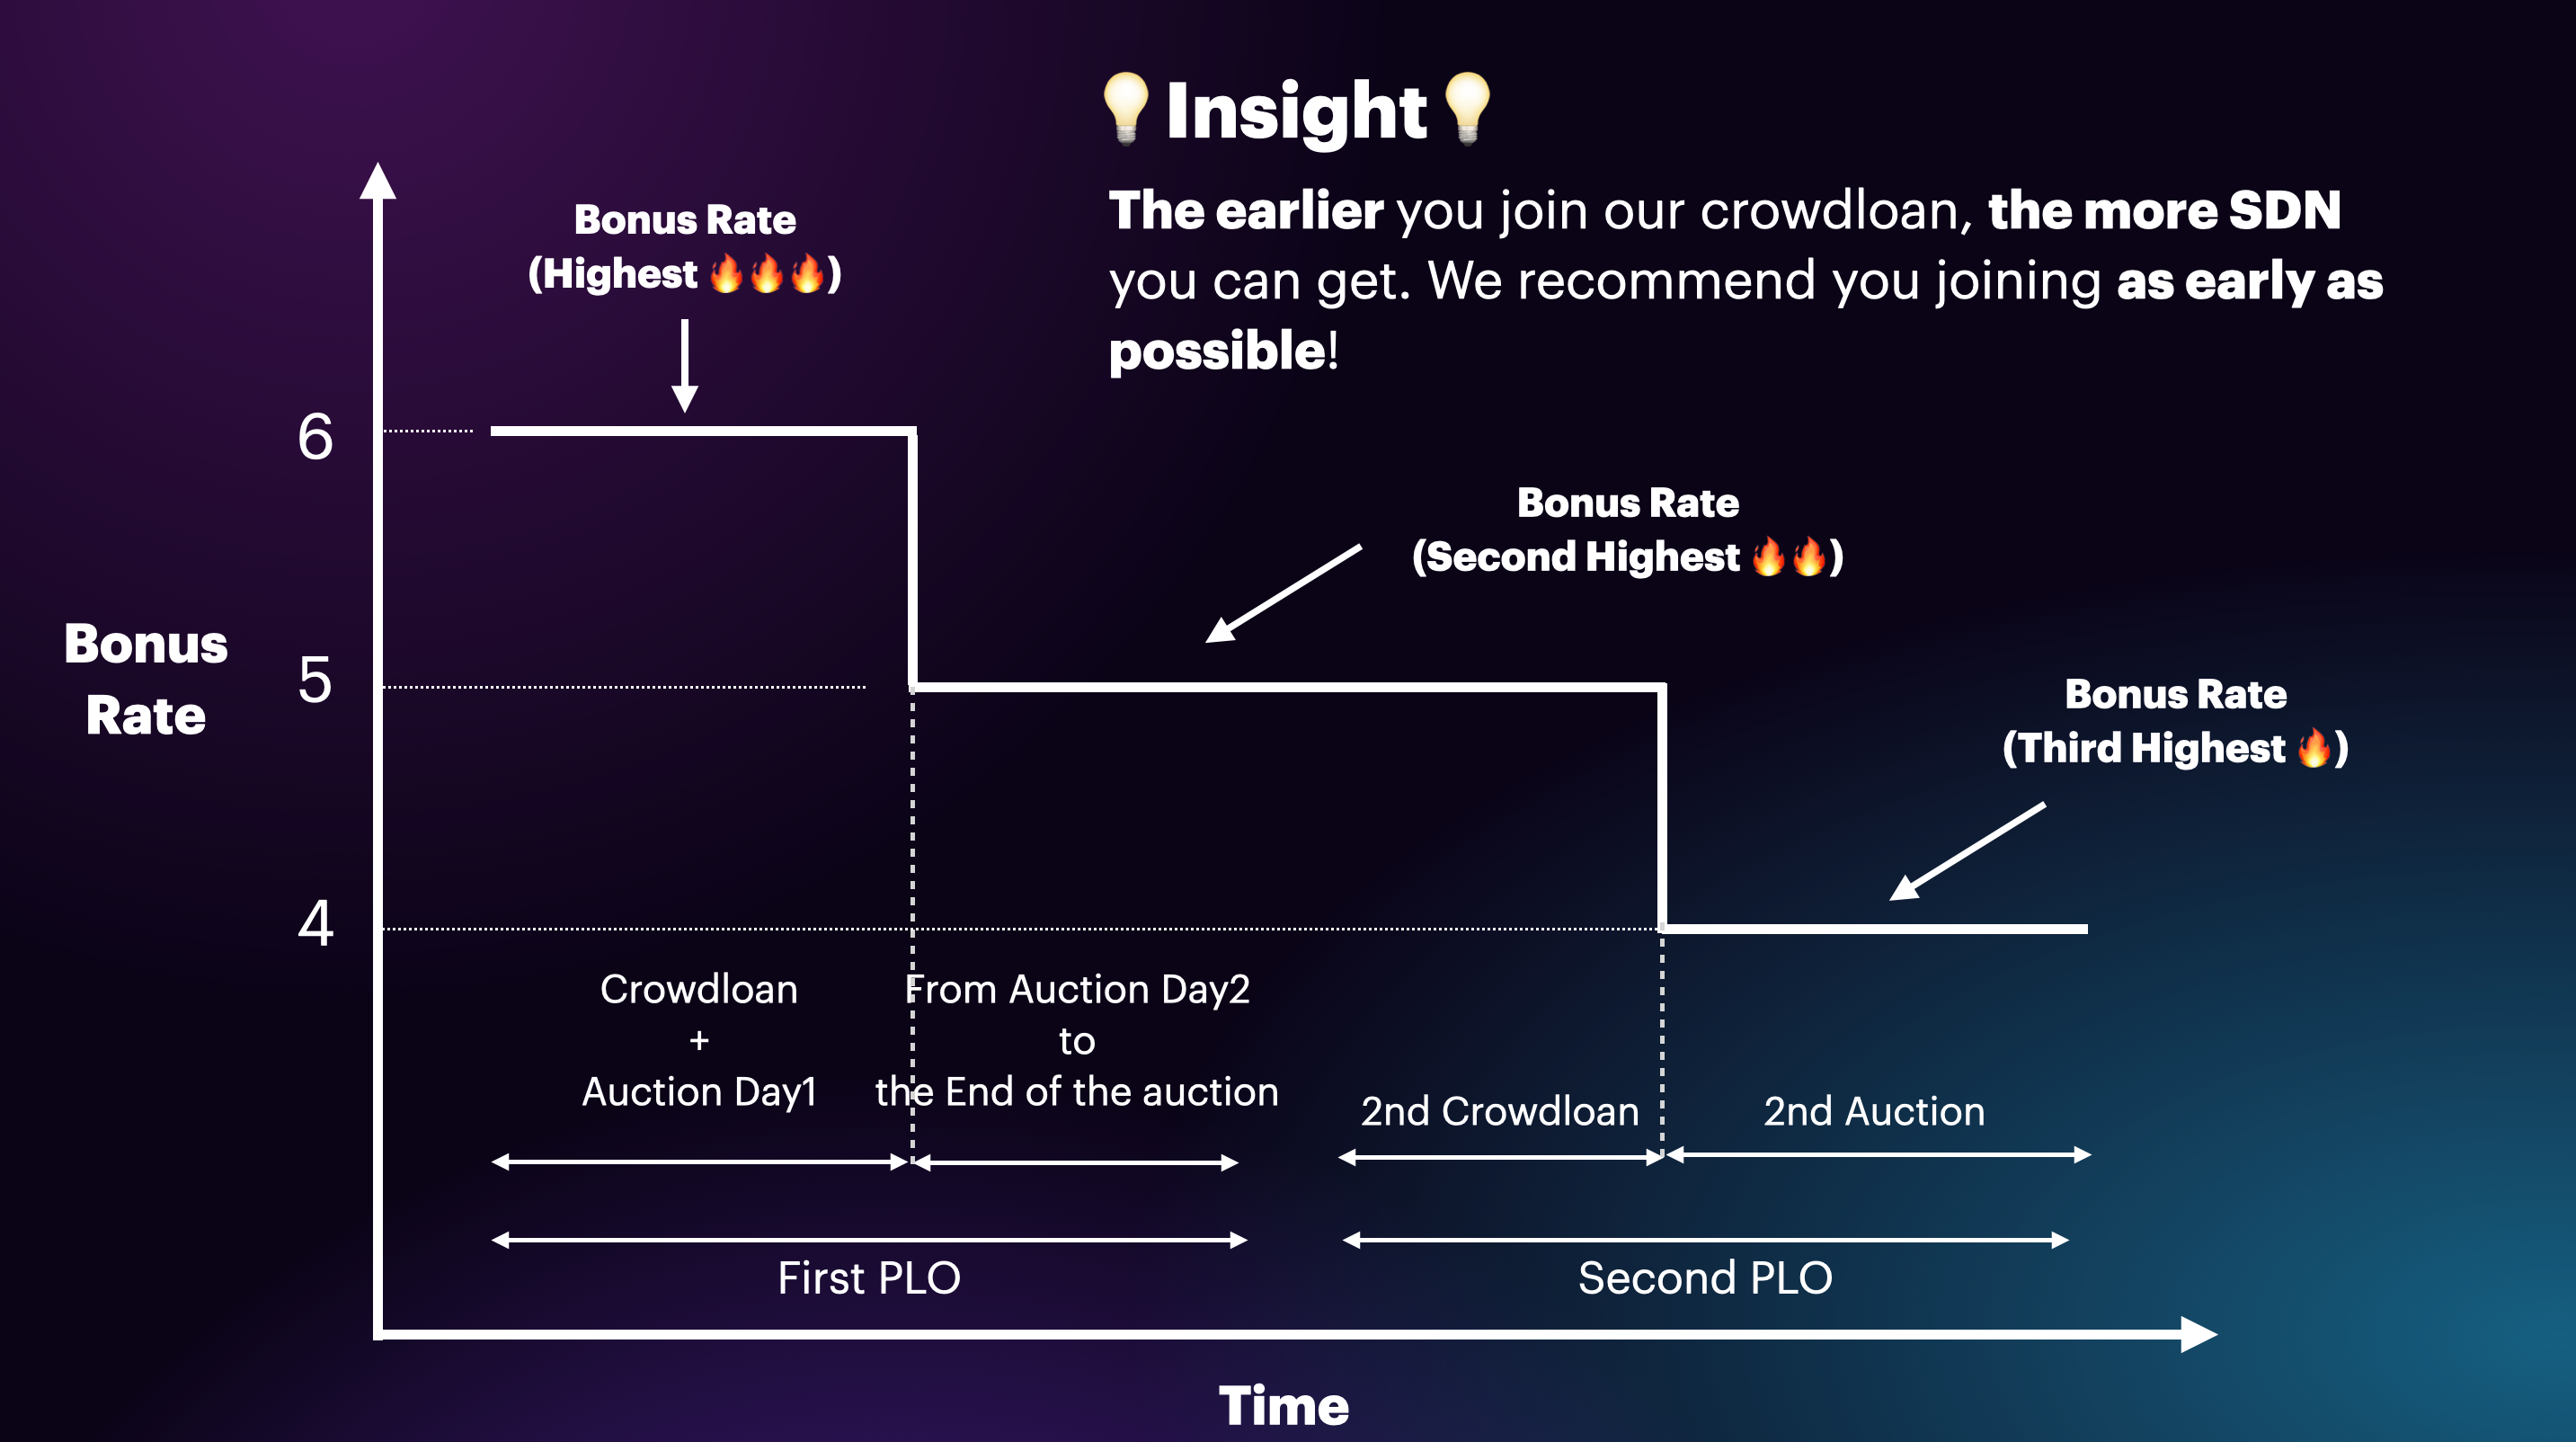 💡 Insight 💡
The earlier you join our crowdloan, the more SDN
you can get. We recommend you joining as early as
possible!
Bonus Rate
(Highest 🔥🔥🔥)
6
Bonus Rate
(Second Highest 🔥🔥)
Bonus
Rate
5
Bonus Rate
(Third Highest 🔥)
4
Crowdloan
+
Auction Day1
From Auction Day2
to
the End of the auction
2nd Crowdloan
2nd Auction
First PLO
Second PLO
Time